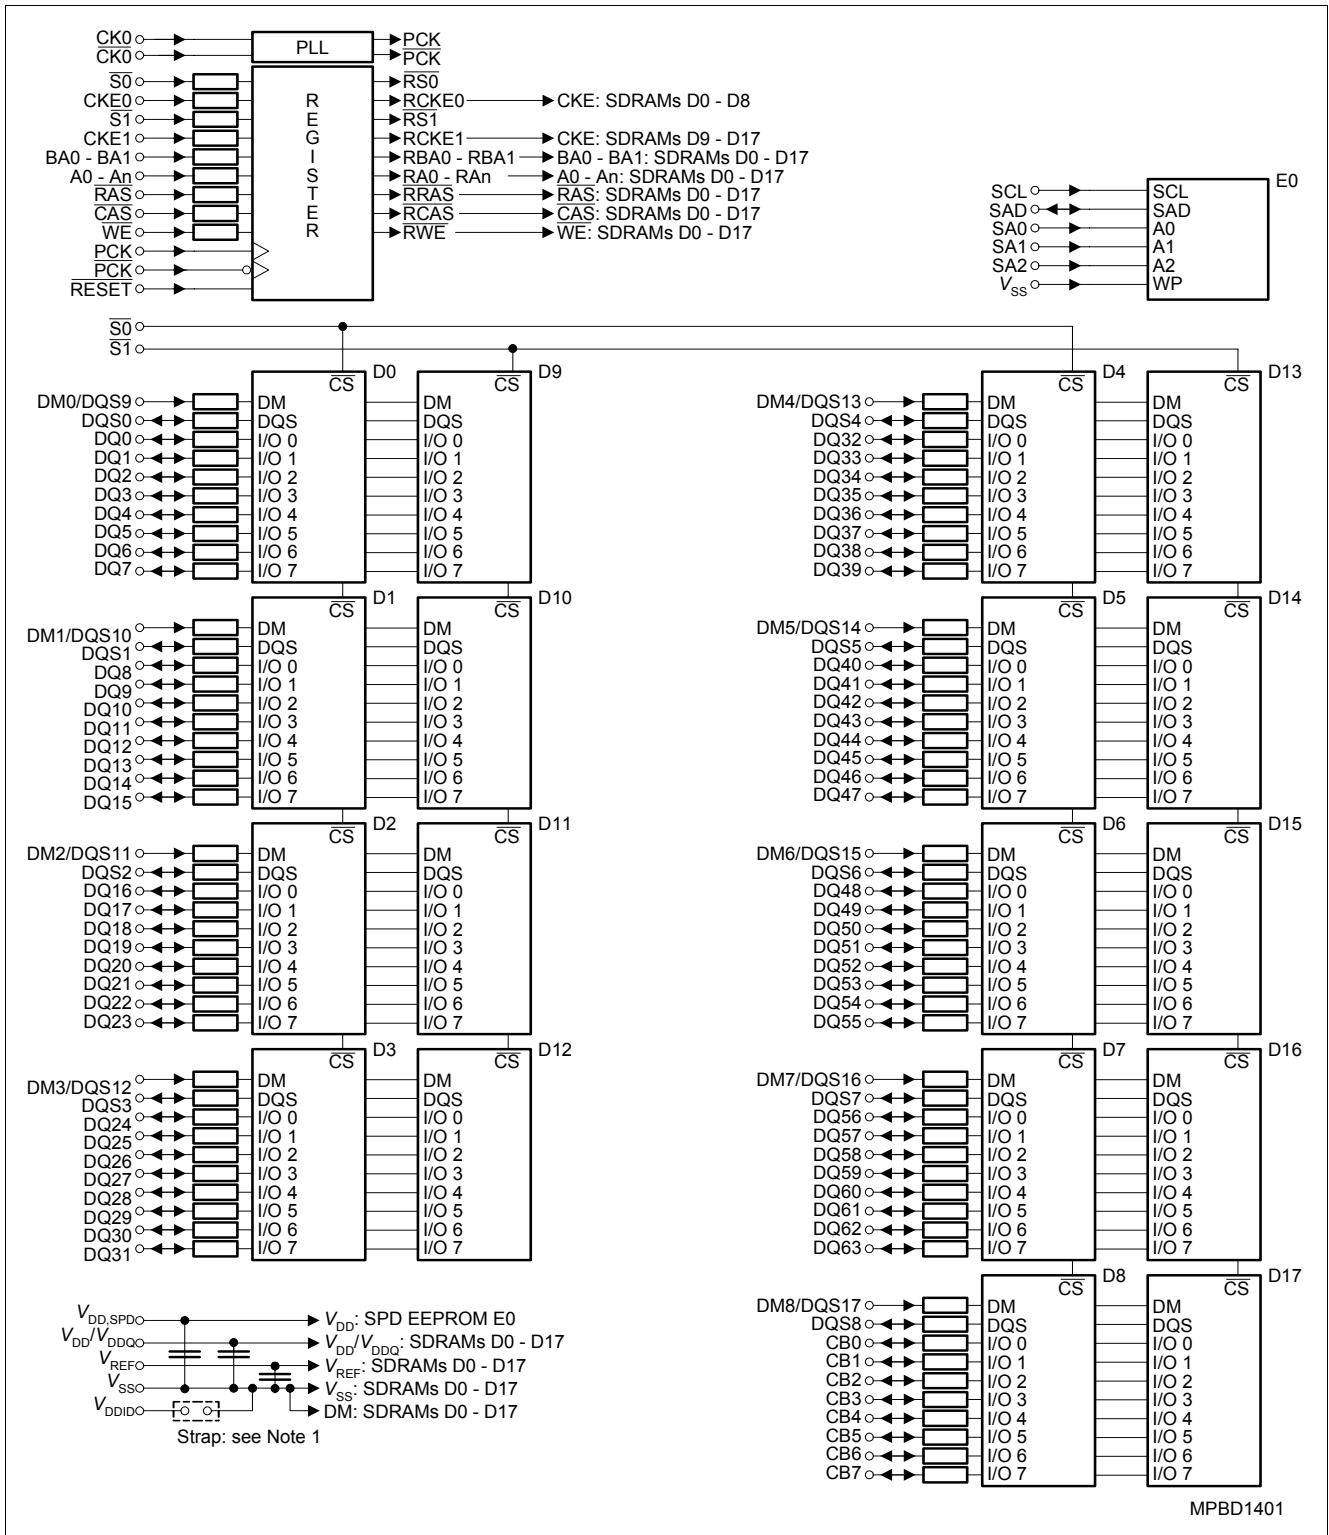 CK0 PLL PCK
CK0 PCK
S0 RS0
CKE0 R RCKE0 CKE: SDRAMs D0 - D8
S1 E RS1
CKE1 G RCKE1 CKE: SDRAMs D9 - D17
BA0 - BA1 I RBA0 - RBA1 BA0 - BA1: SDRAMs D0 - D17
A0 - An S RA0 - RAn A0 - An: SDRAMs D0 - D17
RAS T RRAS RAS: SDRAMs D0 - D17
CAS E RCAS CAS: SDRAMs D0 - D17
WE R RWE WE: SDRAMs D0 - D17
PCK
PCK
RESET
E0
SCL SCL
SAD SAD
SA0 A0
SA1 A1
SA2 A2
VSS WP
S0
S1
CS D0 CS D9
DM0/DQS9 DM DM
DQS0 DQS DQS
DQ0 I/O 0 I/O 0
DQ1 I/O 1 I/O 1
DQ2 I/O 2 I/O 2
DQ3 I/O 3 I/O 3
DQ4 I/O 4 I/O 4
DQ5 I/O 5 I/O 5
DQ6 I/O 6 I/O 6
DQ7 I/O 7 I/O 7
CS D1 CS D10
DM1/DQS10 DM DM
DQS1 DQS DQS
DQ8 I/O 0 I/O 0
DQ9 I/O 1 I/O 1
DQ10 I/O 2 I/O 2
DQ11 I/O 3 I/O 3
DQ12 I/O 4 I/O 4
DQ13 I/O 5 I/O 5
DQ14 I/O 6 I/O 6
DQ15 I/O 7 I/O 7
CS D2 CS D11
DM2/DQS11 DM DM
DQS2 DQS DQS
DQ16 I/O 0 I/O 0
DQ17 I/O 1 I/O 1
DQ18 I/O 2 I/O 2
DQ19 I/O 3 I/O 3
DQ20 I/O 4 I/O 4
DQ21 I/O 5 I/O 5
DQ22 I/O 6 I/O 6
DQ23 I/O 7 I/O 7
CS D3 CS D12
DM3/DQS12 DM DM
DQS3 DQS DQS
DQ24 I/O 0 I/O 0
DQ25 I/O 1 I/O 1
DQ26 I/O 2 I/O 2
DQ27 I/O 3 I/O 3
DQ28 I/O 4 I/O 4
DQ29 I/O 5 I/O 5
DQ30 I/O 6 I/O 6
DQ31 I/O 7 I/O 7
CS D4 CS D13
DM4/DQS13 DM DM
DQS4 DQS DQS
DQ32 I/O 0 I/O 0
DQ33 I/O 1 I/O 1
DQ34 I/O 2 I/O 2
DQ35 I/O 3 I/O 3
DQ36 I/O 4 I/O 4
DQ37 I/O 5 I/O 5
DQ38 I/O 6 I/O 6
DQ39 I/O 7 I/O 7
CS D5 CS D14
DM5/DQS14 DM DM
DQS5 DQS DQS
DQ40 I/O 0 I/O 0
DQ41 I/O 1 I/O 1
DQ42 I/O 2 I/O 2
DQ43 I/O 3 I/O 3
DQ44 I/O 4 I/O 4
DQ45 I/O 5 I/O 5
DQ46 I/O 6 I/O 6
DQ47 I/O 7 I/O 7
CS D6 CS D15
DM6/DQS15 DM DM
DQS6 DQS DQS
DQ48 I/O 0 I/O 0
DQ49 I/O 1 I/O 1
DQ50 I/O 2 I/O 2
DQ51 I/O 3 I/O 3
DQ52 I/O 4 I/O 4
DQ53 I/O 5 I/O 5
DQ54 I/O 6 I/O 6
DQ55 I/O 7 I/O 7
CS D7 CS D16
DM7/DQS16 DM DM
DQS7 DQS DQS
DQ56 I/O 0 I/O 0
DQ57 I/O 1 I/O 1
DQ58 I/O 2 I/O 2
DQ59 I/O 3 I/O 3
DQ60 I/O 4 I/O 4
DQ61 I/O 5 I/O 5
DQ62 I/O 6 I/O 6
DQ63 I/O 7 I/O 7
CS D8 CS D17
DM8/DQS17 DM DM
DQS8 DQS DQS
CB0 I/O 0 I/O 0
CB1 I/O 1 I/O 1
CB2 I/O 2 I/O 2
CB3 I/O 3 I/O 3
CB4 I/O 4 I/O 4
CB5 I/O 5 I/O 5
CB6 I/O 6 I/O 6
CB7 I/O 7 I/O 7
VDD,SPD VDD: SPD EEPROM E0
VDD/VDDQ VDD/VDDQ: SDRAMs D0 - D17
VREF VREF: SDRAMs D0 - D17
VSS VSS: SDRAMs D0 - D17
VDDID DM: SDRAMs D0 - D17
Strap: see Note 1
MPBD1401